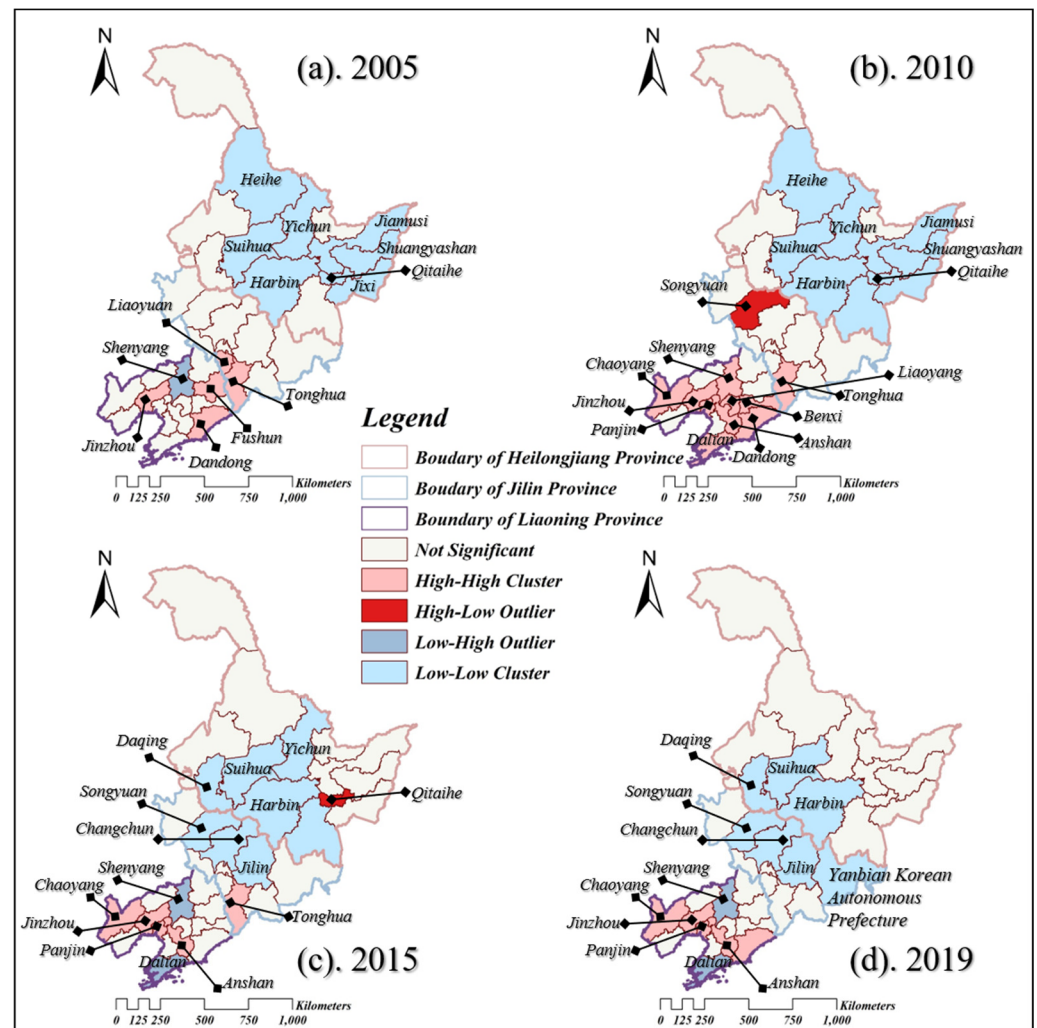 N
(a). 2005
Heihe
Yichun
Jiamusi
Suihua
Shuangyashan
Harbin
Qitaihe
Jixi
Liaoyuan
Shenyang
Tonghua
Jinzhou
Fushun
Dandong
Kilometers
0 125 250 500 750 1,000
N
(b). 2010
Heihe
Yichun
Jiamusi
Suihua
Shuangyashan
Harbin
Qitaihe
Songyuan
Shenyang
Chaoyang
Liaoyang
Tonghua
Jinzhou
Benxi
Panjin
Dalian
Anshan
Dandong
Kilometers
0 125 250 500 750 1,000
Legend
Boudary of Heilongjiang Province
Boudary of Jilin Province
Boundary of Liaoning Province
Not Significant
High-High Cluster
High-Low Outlier
Low-High Outlier
Low-Low Cluster
N
Daqing
Yichun
Suihua
Songyuan
Harbin
Qitaihe
Changchun
Shenyang
Jilin
Chaoyang
Jinzhou
Tonghua
Panjin
Dalian
(c). 2015
Anshan
Kilometers
0 125 250 500 750 1,000
N
Daqing
Suihua
Songyuan
Harbin
Changchun
Shenyang
Jilin
Yanbian Korean
Chaoyang
Autonomous
Jinzhou
Prefecture
Panjin
Dalian
(d). 2019
Anshan
Kilometers
0 125 250 500 750 1,000